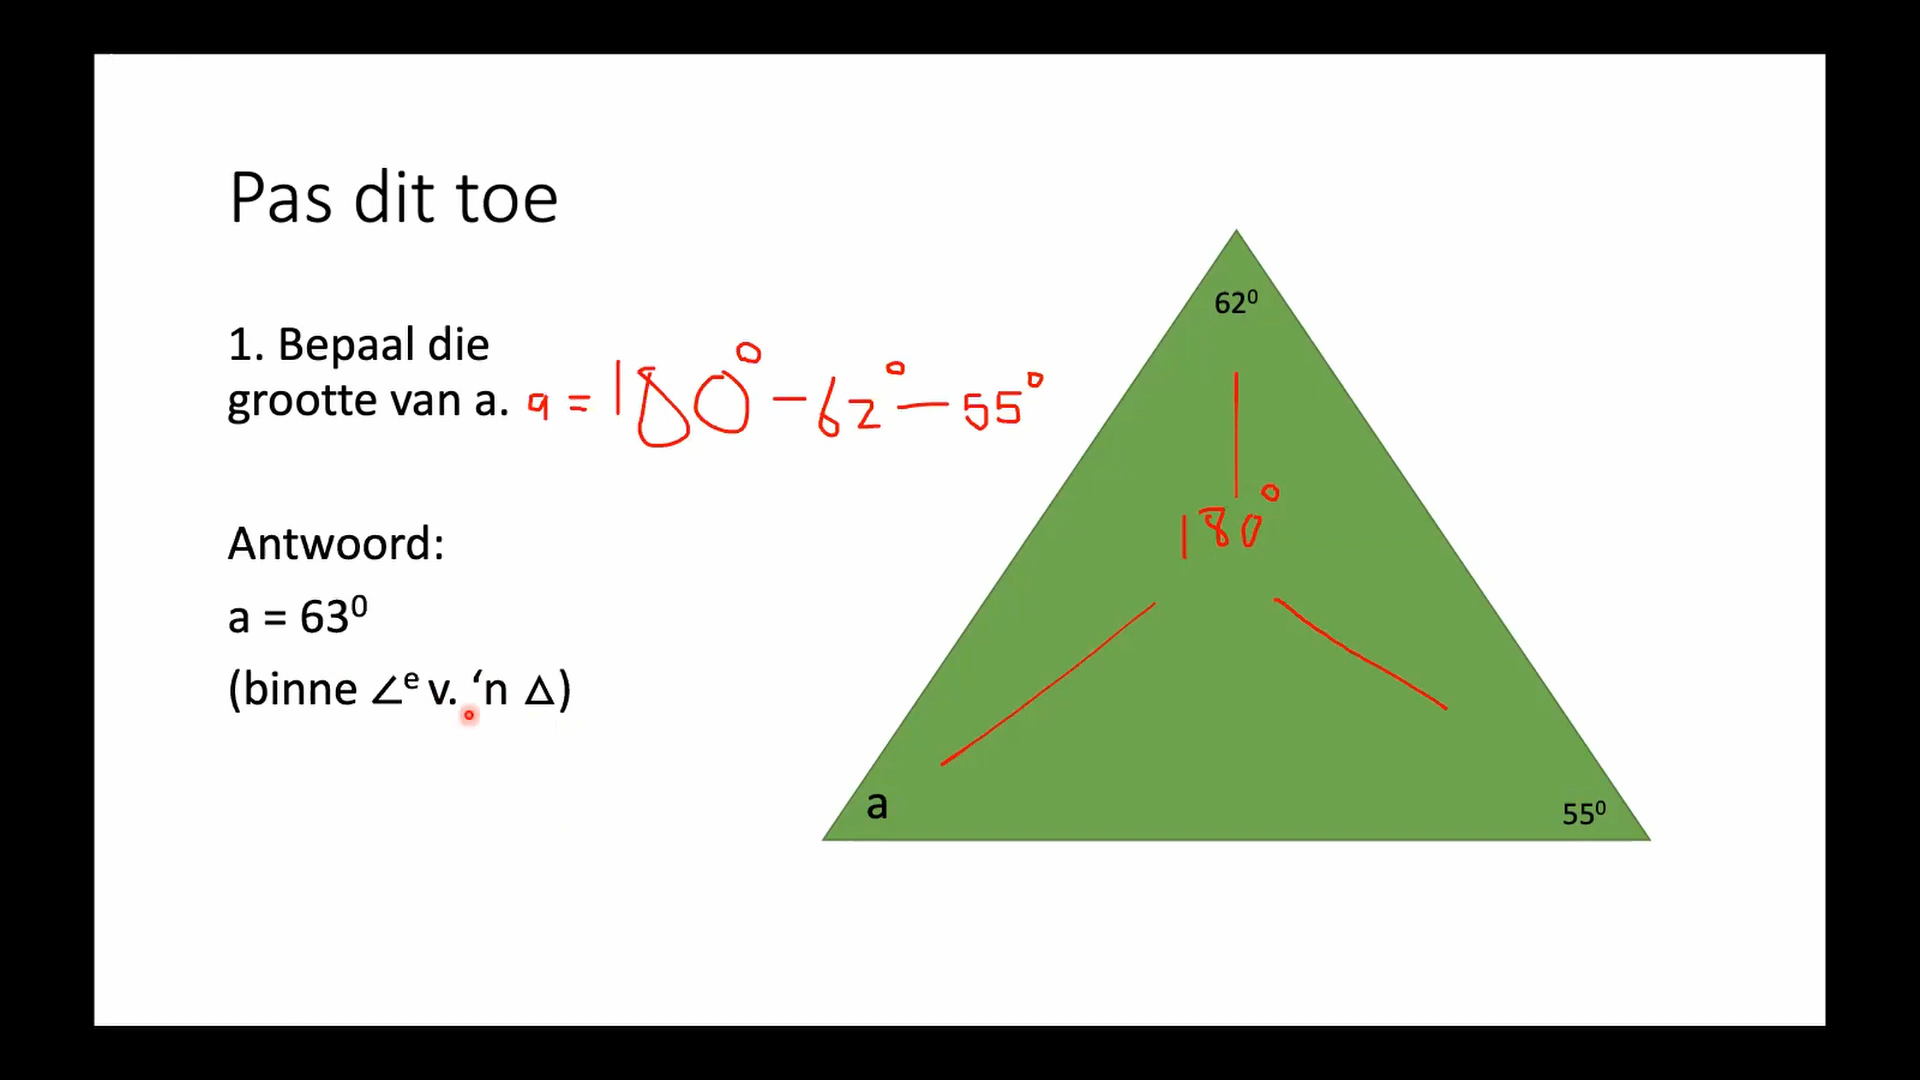 Pas dit toe
1. Bepaal die
grootte van a. a = 180° - 62° - 55°
Antwoord:
a = 63⁰
(binne ∠ᵉ v. ‘n △)
62⁰
180°
a
55⁰